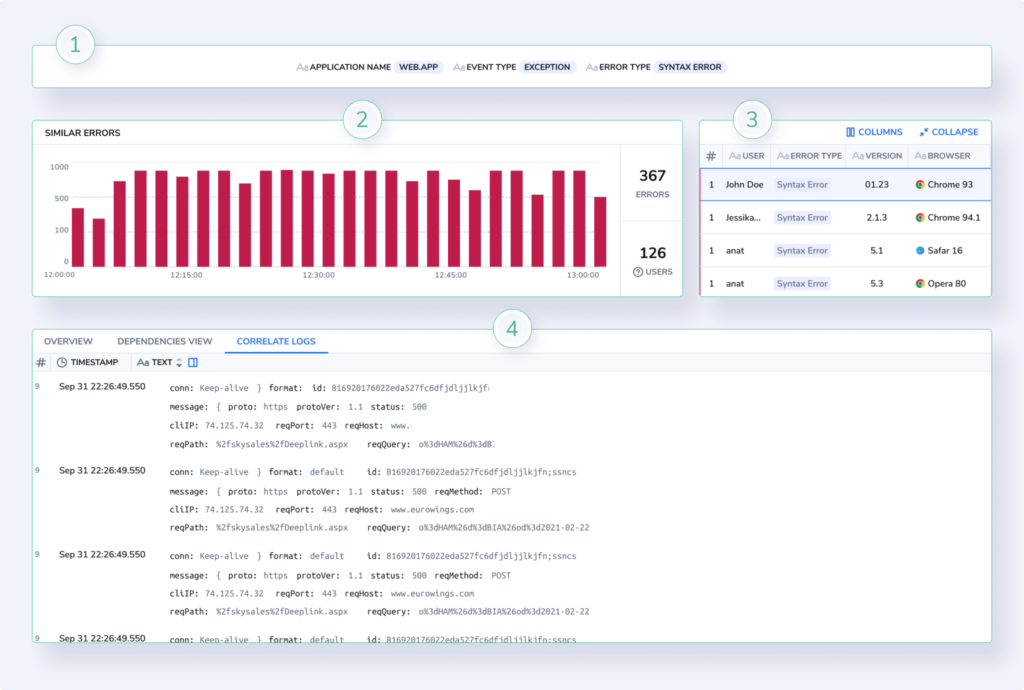 1
Aa APPLICATION NAME WEB.APP Aa EVENT TYPE EXCEPTION Aa ERROR TYPE SYNTAX ERROR
2
SIMILAR ERRORS
1000
500
100
0
12:00:00 12:15:00 12:30:00 12:45:00 13:00:00
367
ERRORS
126
? USERS
3
COLUMNS COLLAPSE
# Aa USER Aa ERROR TYPE Aa VERSION Aa BROWSER
1 John Doe Syntax Error 01.23 Chrome 93
1 Jessika... Syntax Error 2.1.3 Chrome 94.1
1 anat Syntax Error 5.1 Safar 16
1 anat Syntax Error 5.3 Opera 80
4
OVERVIEW DEPENDENCIES VIEW CORRELATE LOGS
# TIMESTAMP Aa TEXT
9 Sep 31 22:26:49.550 conn: Keep-alive } format: id: 816920176022eda527fc6dfjdljjlkjf
message: { proto: https protoVer: 1.1 status: 500
cliIP: 74.125.74.32 reqPort: 443 reqHost: www.
reqPath: %2fskysales%2fDeeplink.aspx reqQuery: o%3dHAM%26d%3dB
9 Sep 31 22:26:49.550 conn: Keep-alive } format: default id: 816920176022eda527fc6dfjdljjlkjfn;ssncs
message: { proto: https protoVer: 1.1 status: 500 reqMethod: POST
cliIP: 74.125.74.32 reqPort: 443 reqHost: www.eurowings.com
reqPath: %2fskysales%2fDeeplink.aspx reqQuery: o%3dHAM%26d%3dBIA%26od%3d2021-02-22
9 Sep 31 22:26:49.550 conn: Keep-alive } format: default id: 816920176022eda527fc6dfjdljjlkjfn;ssncs
message: { proto: https protoVer: 1.1 status: 500 reqMethod: POST
cliIP: 74.125.74.32 reqPort: 443 reqHost: www.eurowings.com
reqPath: %2fskysales%2fDeeplink.aspx reqQuery: o%3dHAM%26d%3dBIA%26od%3d2021-02-22
9 Sep 31 22:26:49.550 conn: Keep-alive } format: default id: 816920176022eda527fc6dfjdljjlkjfn;ssncs